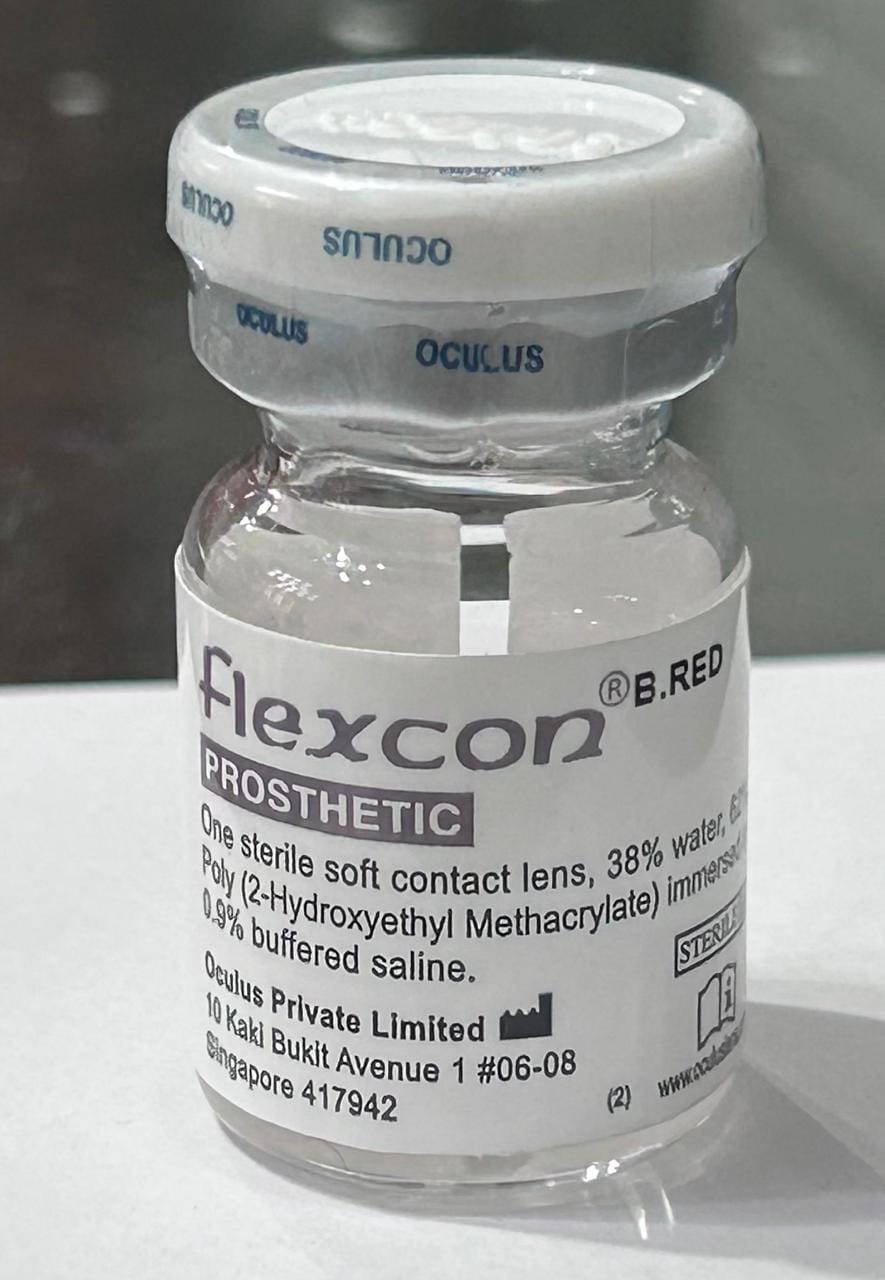 OCULUS
OCULUS
OCULUS
OCULUS
flexcon® B.RED
PROSTHETIC
One sterile soft contact lens, 38% water,
Poly (2-Hydroxyethyl Methacrylate)
0.9% buffered saline.
Oculus Private Limited
10 Kaki Bukit Avenue 1 #06-08
Singapore 417942
(2)
STERILE